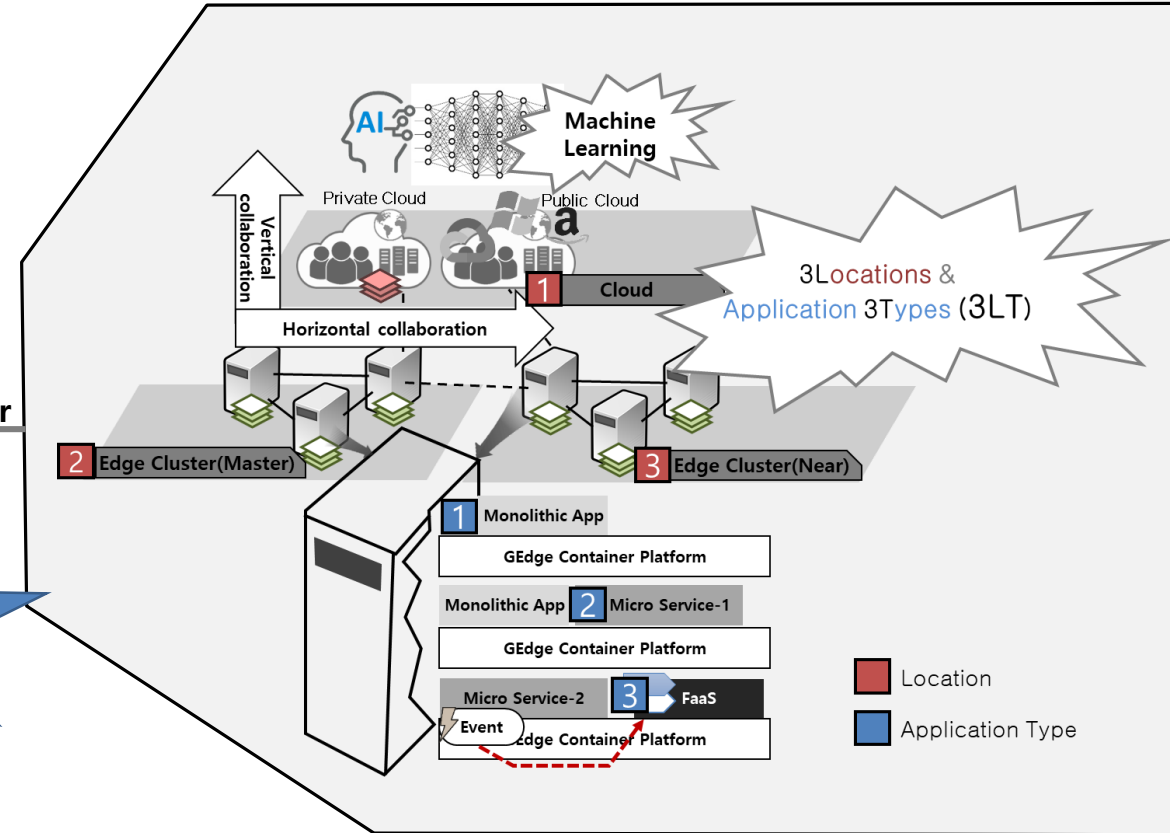 AI
Machine
Learning
Private Cloud
Public Cloud
a
Vertical
collaboration
1 Cloud
3Locations &
Application 3Types (3LT)
Horizontal collaboration
r
2 Edge Cluster(Master)
3 Edge Cluster(Near)
1 Monolithic App
GEdge Container Platform
Monolithic App 2 Micro Service-1
GEdge Container Platform
Location
Micro Service-2 3 FaaS
Application Type
Event
Edge Container Platform